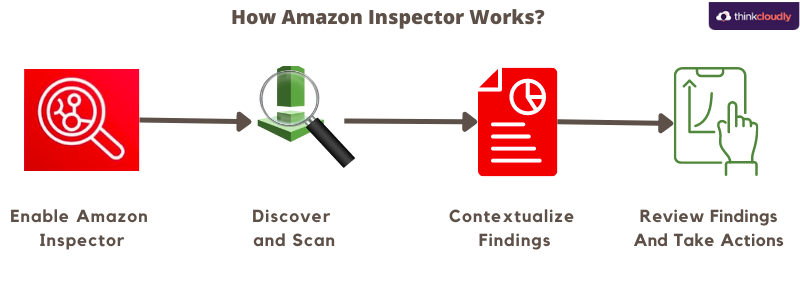 How Amazon Inspector Works?
thinkcloudly
Enable Amazon
Inspector
Discover
and Scan
Contextualize
Findings
Review Findings
And Take Actions